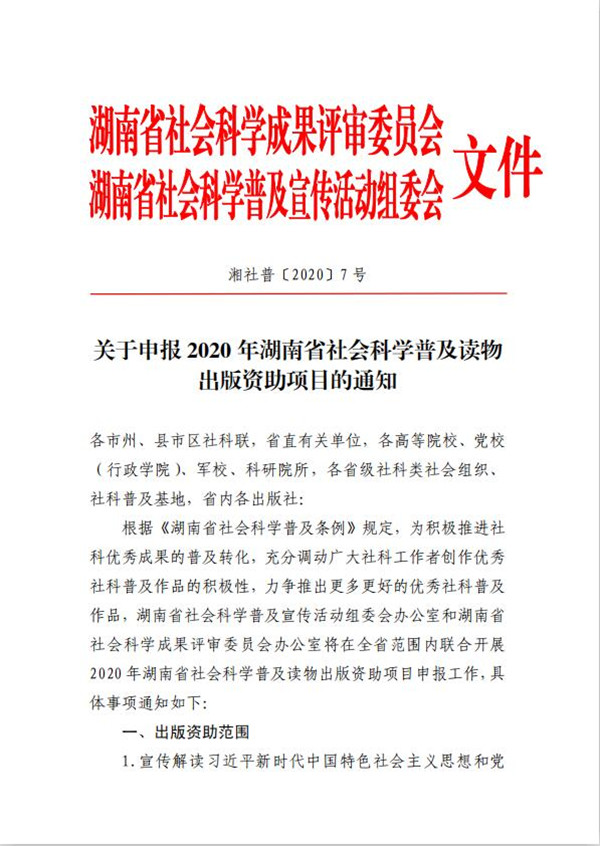 湖南省社会科学成果评审委员会
湖南省社会科学普及宣传活动组委会
文件
湘社普〔2020〕7号
关于申报 2020 年湖南省社会科学普及读物
出版资助项目的通知
各市州、县市区社科联，省直有关单位，各高等院校、党校
（行政学院）、军校、科研院所，各省级社科类社会组织、
社科普及基地，省内各出版社：
根据《湖南省社会科学普及条例》规定，为积极推进社
科优秀成果的普及转化，充分调动广大社科工作者创作优秀
社科普及作品的积极性，力争推出更多更好的优秀社科普及
作品，湖南省社会科学普及宣传活动组委会办公室和湖南省
社会科学成果评审委员会办公室将在全省范围内联合开展
2020 年湖南省社会科学普及读物出版资助项目申报工作，具
体事项通知如下：
一、出版资助范围
1.宣传解读习近平新时代中国特色社会主义思想和党